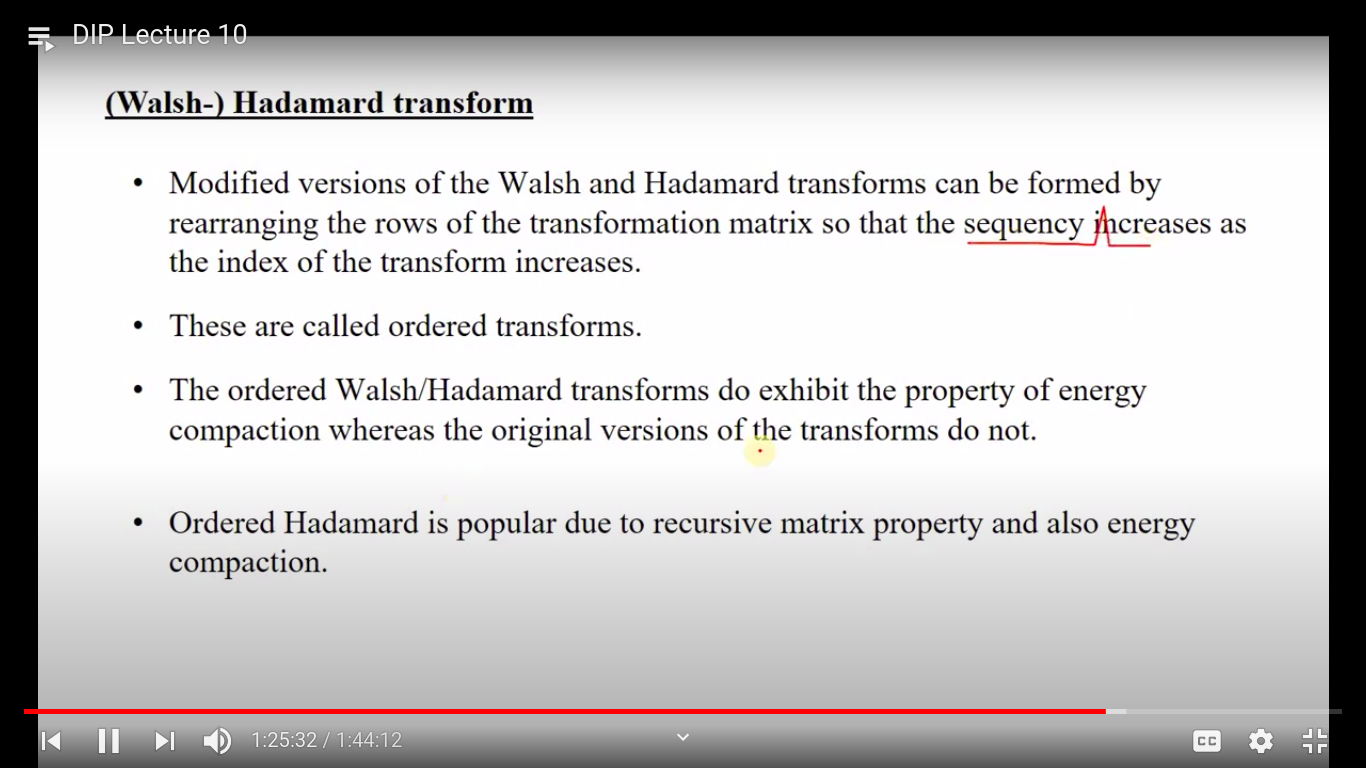 DIP Lecture 10
(Walsh-) Hadamard transform
• Modified versions of the Walsh and Hadamard transforms can be formed by
rearranging the rows of the transformation matrix so that the sequency increases as
the index of the transform increases.
• These are called ordered transforms.
• The ordered Walsh/Hadamard transforms do exhibit the property of energy
compaction whereas the original versions of the transforms do not.
• Ordered Hadamard is popular due to recursive matrix property and also energy
compaction.
1:25:32 / 1:44:12
CC